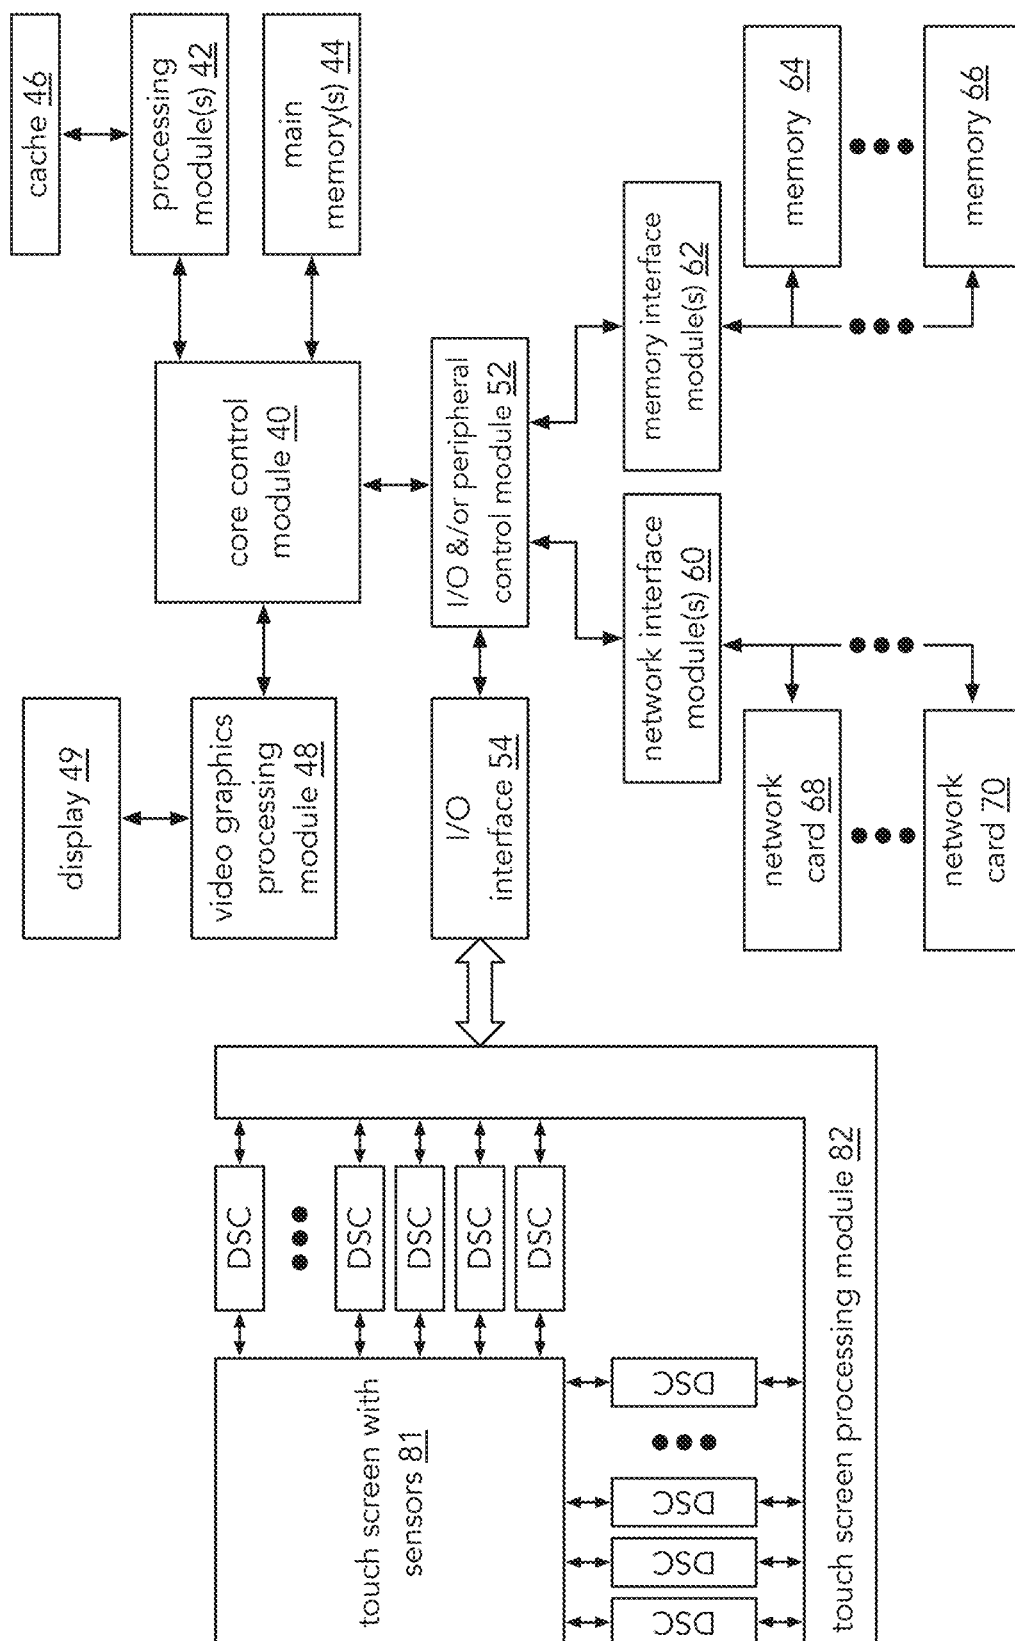 cache 46
processing
module(s) 42
main
memory(s) 44
core control
module 40
display 49
video graphics
processing
module 48
I/O &/or peripheral
control module 52
I/O
interface 54
memory interface
module(s) 62
network interface
module(s) 60
memory 64
memory 66
network
card 68
network
card 70
DSC
DSC
DSC
DSC
DSC
touch screen with
sensors 81
DSC
DSC
DSC
DSC
touch screen processing module 82